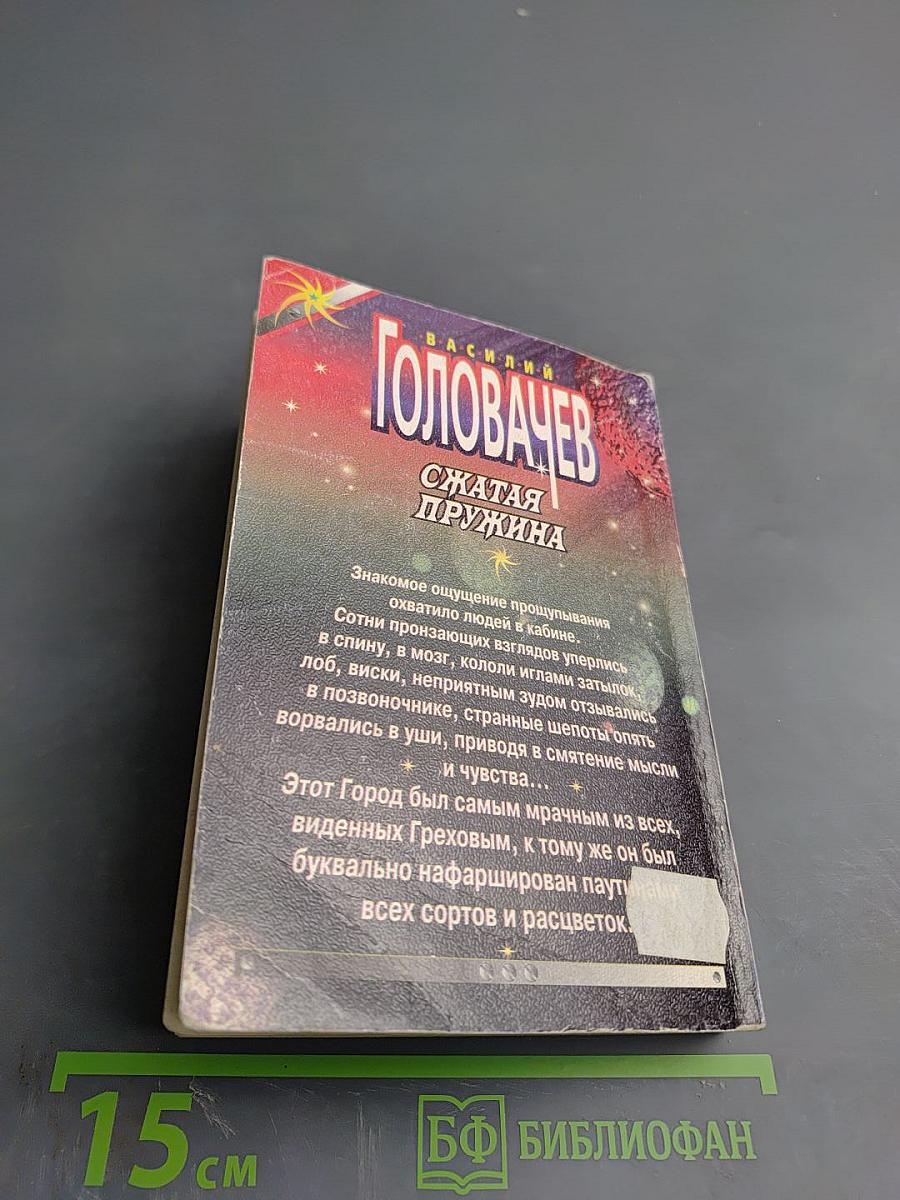 ВАСИЛИЙ
ГОЛОВАЧЕВ
СЖАТАЯ
ПРУЖИНА
Знакомое ощущение прощупывания
охватило людей в кабине.
Сотни пронзающих взглядов уперлись
в спину, в мозг, кололи иглами затылок,
лоб, виски, неприятным зудом отзывались
в позвоночнике, странные шепоты опять
ворвались в уши, приводя в смятение мысли
и чувства...
Этот Город был самым мрачным из всех,
виденных Греховым, к тому же он был
буквально нафарширован паутинами
всех сортов и расцветок.
15 см
БФ БИБЛИОФАН